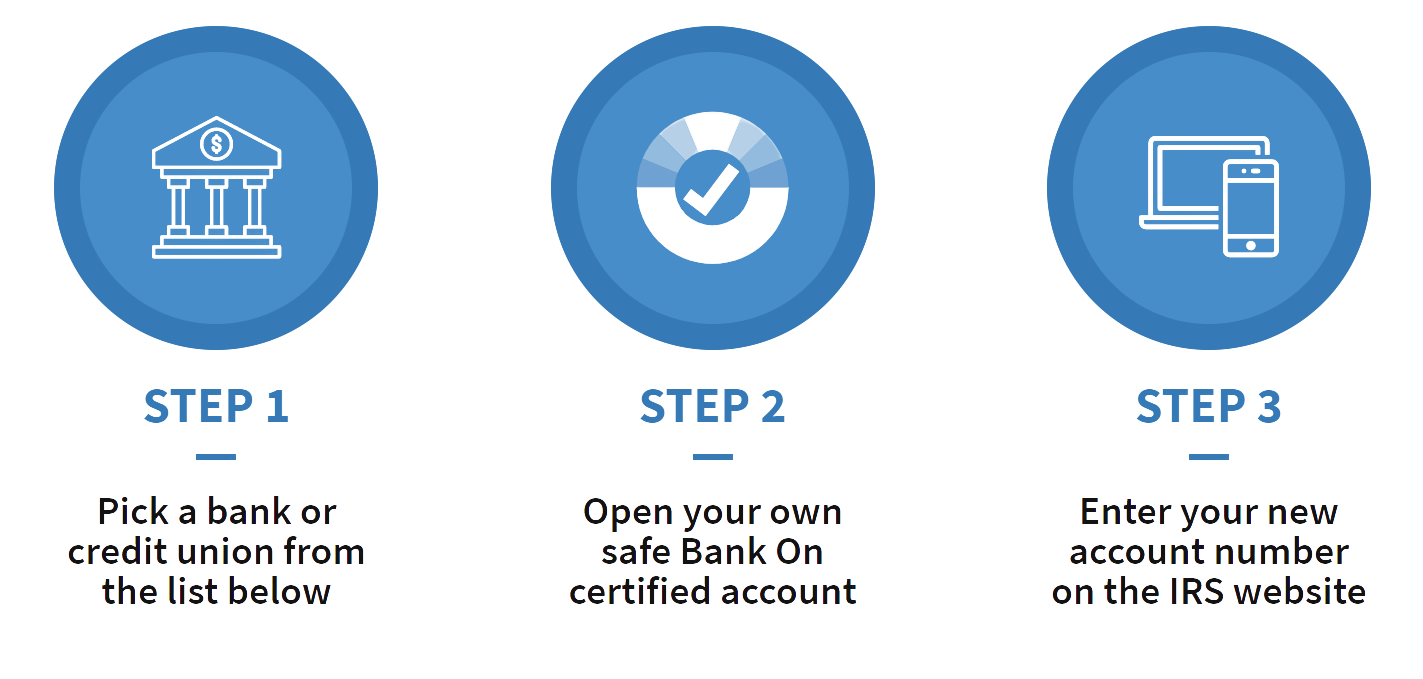 $
STEP 1
Pick a bank or
credit union from
the list below
STEP 2
Open your own
safe Bank On
certified account
STEP 3
Enter your new
account number
on the IRS website